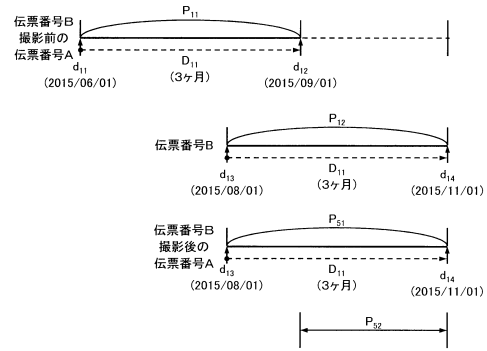 P11
伝票番号B
撮影前の
伝票番号A
D11
(3ヶ月)
d11
(2015/06/01)
d12
(2015/09/01)
P12
伝票番号B
D11
(3ヶ月)
d13
(2015/08/01)
d14
(2015/11/01)
P51
伝票番号B
撮影後の
伝票番号A
D11
(3ヶ月)
d13
(2015/08/01)
d14
(2015/11/01)
P52